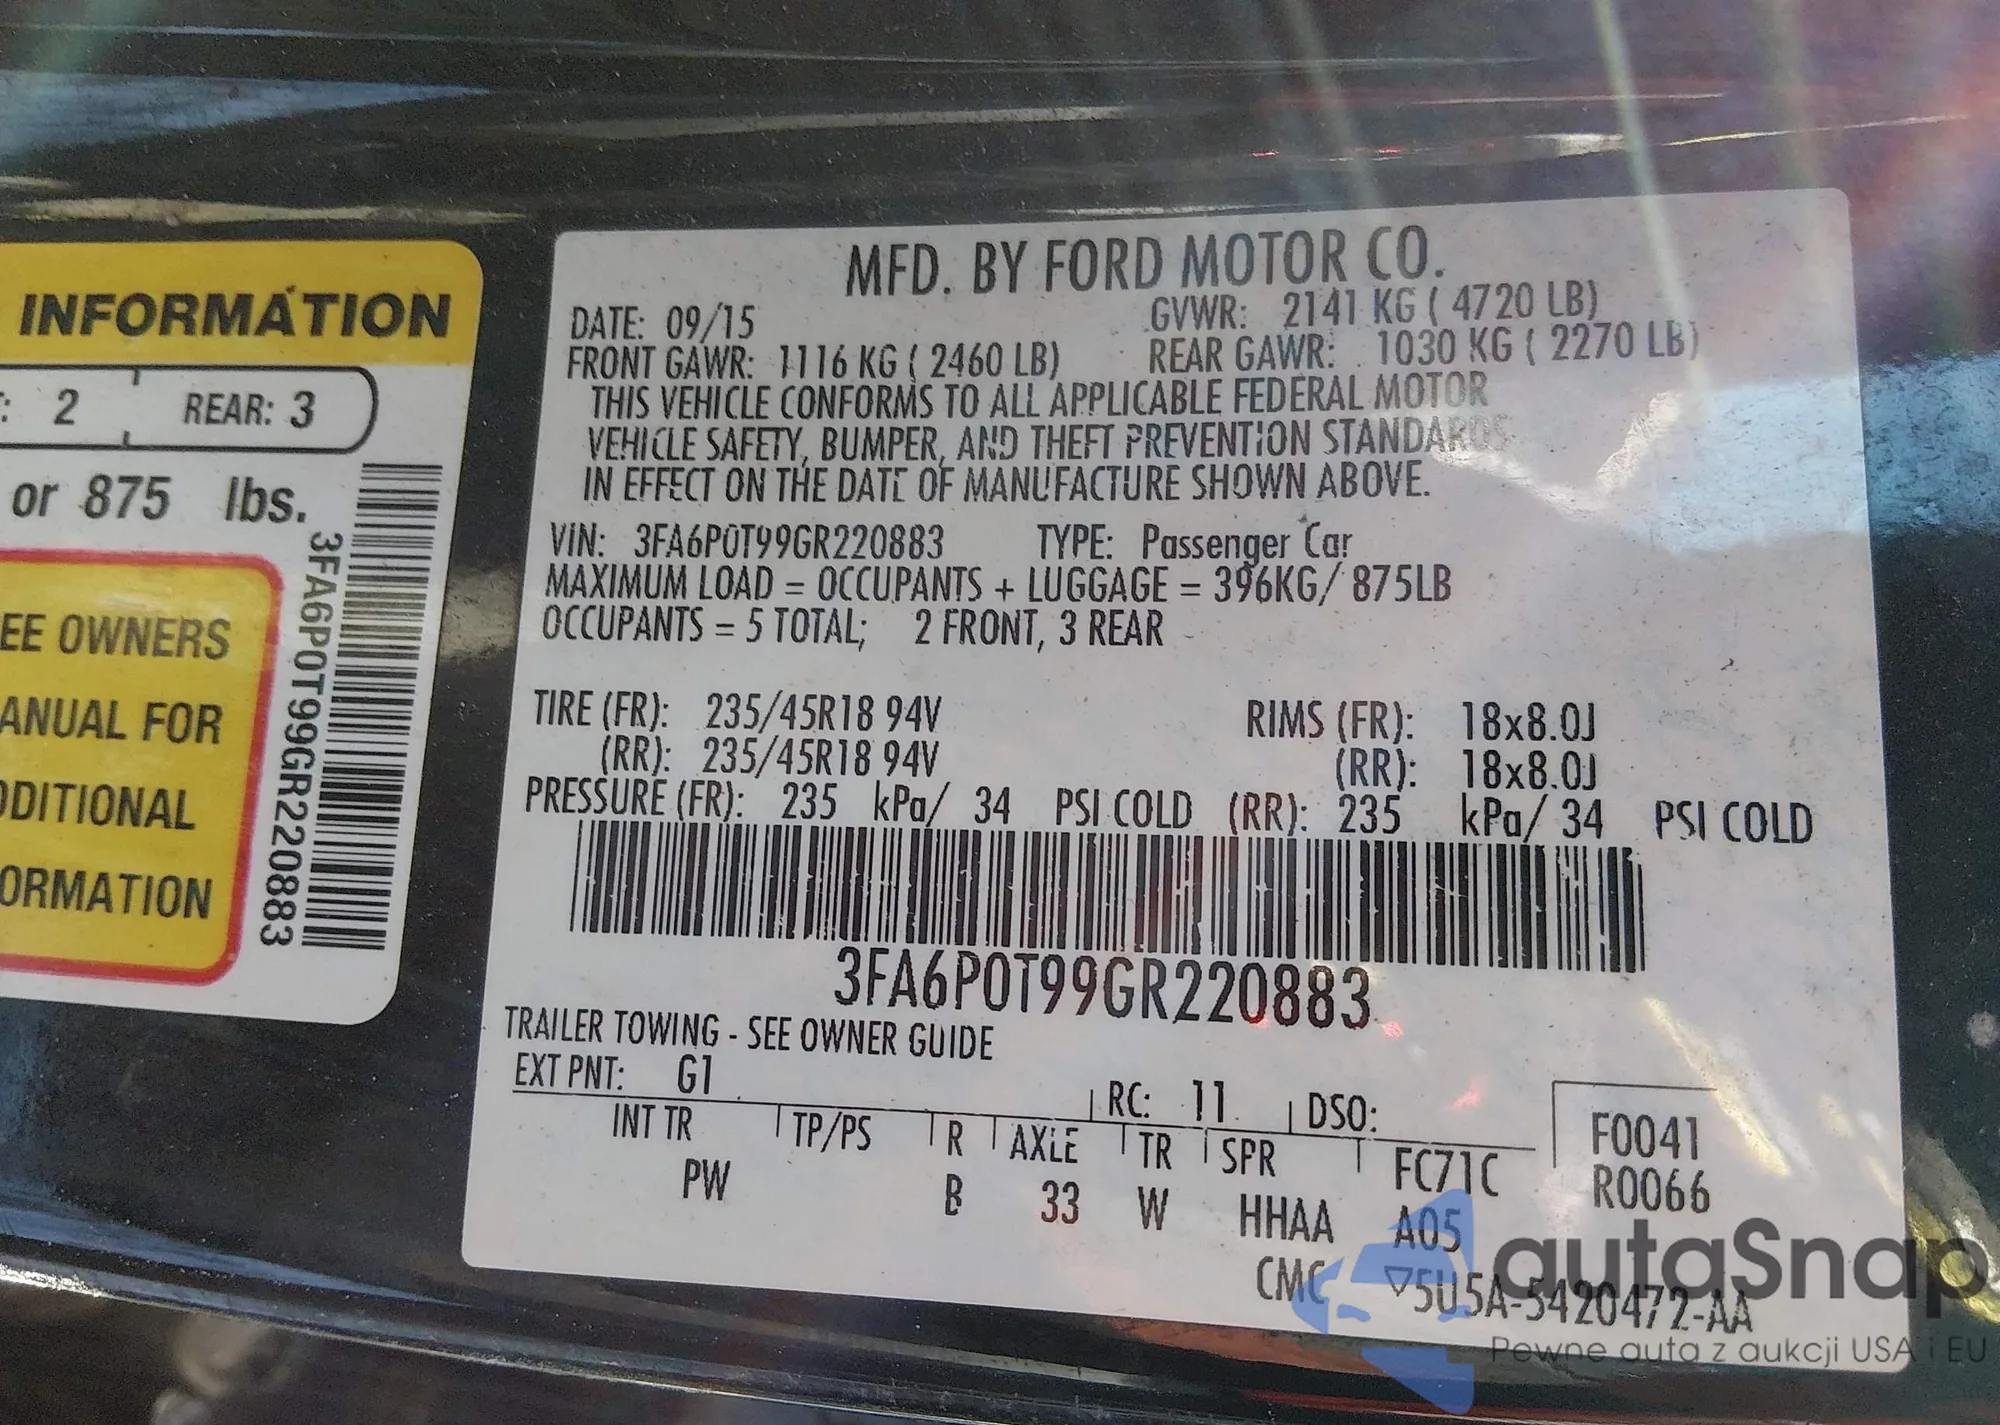 INFORMATION
: 2 REAR: 3
or 875 lbs.
EE OWNERS
ANUAL FOR
DDITIONAL
ORMATION
3FA6P0T99GR220883
MFD. BY FORD MOTOR CO.
DATE: 09/15 GVWR: 2141 KG ( 4720 LB)
FRONT GAWR: 1116 KG ( 2460 LB) REAR GAWR: 1030 KG ( 2270 LB)
THIS VEHICLE CONFORMS TO ALL APPLICABLE FEDERAL MOTOR
VEHICLE SAFETY, BUMPER, AND THEFT PREVENTION STANDARDS
IN EFFECT ON THE DATE OF MANUFACTURE SHOWN ABOVE.
VIN: 3FA6P0T99GR220883 TYPE: Passenger Car
MAXIMUM LOAD = OCCUPANTS + LUGGAGE = 396KG/ 875LB
OCCUPANTS = 5 TOTAL; 2 FRONT, 3 REAR
TIRE (FR): 235/45R18 94V RIMS (FR): 18x8.0J
(RR): 235/45R18 94V (RR): 18x8.0J
PRESSURE (FR): 235 kPa/ 34 PSI COLD (RR): 235 kPa/ 34 PSI COLD
3FA6P0T99GR220883
TRAILER TOWING - SEE OWNER GUIDE
EXT PNT: G1 RC: 11 DSO:
INT TR TP/PS R AXLE TR SPR FC71C F0041
PW B 33 W HHAA A05 R0066
CMC ▽5U5A-5420472-AA
autaSnap
Pewne auta z aukcji USA i EU